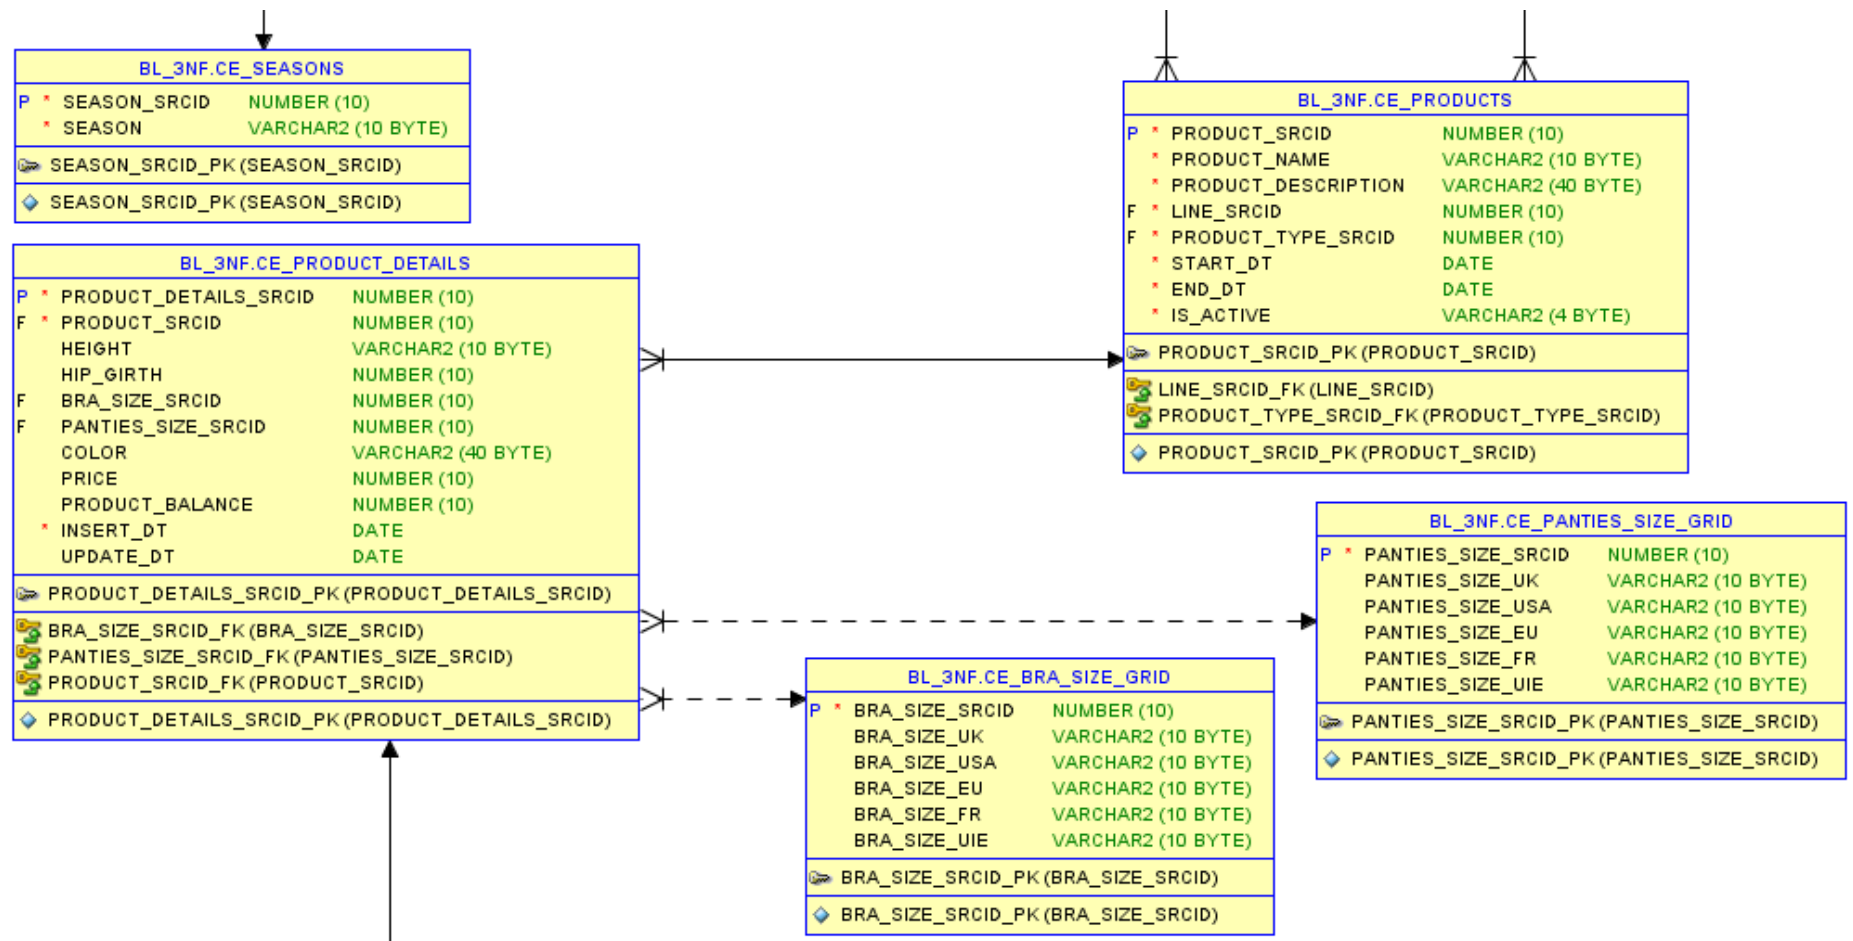 BL_3NF.CE_SEASONS
P * SEASON_SRCID NUMBER (10)
* SEASON VARCHAR2 (10 BYTE)
SEASON_SRCID_PK (SEASON_SRCID)
SEASON_SRCID_PK (SEASON_SRCID)
BL_3NF.CE_PRODUCTS
P * PRODUCT_SRCID NUMBER (10)
* PRODUCT_NAME VARCHAR2 (10 BYTE)
* PRODUCT_DESCRIPTION VARCHAR2 (40 BYTE)
F * LINE_SRCID NUMBER (10)
F * PRODUCT_TYPE_SRCID NUMBER (10)
* START_DT DATE
* END_DT DATE
* IS_ACTIVE VARCHAR2 (4 BYTE)
PRODUCT_SRCID_PK (PRODUCT_SRCID)
LINE_SRCID_FK (LINE_SRCID)
PRODUCT_TYPE_SRCID_FK (PRODUCT_TYPE_SRCID)
PRODUCT_SRCID_PK (PRODUCT_SRCID)
BL_3NF.CE_PRODUCT_DETAILS
P * PRODUCT_DETAILS_SRCID NUMBER (10)
F * PRODUCT_SRCID NUMBER (10)
HEIGHT VARCHAR2 (10 BYTE)
HIP_GIRTH NUMBER (10)
F BRA_SIZE_SRCID NUMBER (10)
F PANTIES_SIZE_SRCID NUMBER (10)
COLOR VARCHAR2 (40 BYTE)
PRICE NUMBER (10)
PRODUCT_BALANCE NUMBER (10)
* INSERT_DT DATE
UPDATE_DT DATE
PRODUCT_DETAILS_SRCID_PK (PRODUCT_DETAILS_SRCID)
BRA_SIZE_SRCID_FK (BRA_SIZE_SRCID)
PANTIES_SIZE_SRCID_FK (PANTIES_SIZE_SRCID)
PRODUCT_SRCID_FK (PRODUCT_SRCID)
PRODUCT_DETAILS_SRCID_PK (PRODUCT_DETAILS_SRCID)
BL_3NF.CE_PANTIES_SIZE_GRID
P * PANTIES_SIZE_SRCID NUMBER (10)
PANTIES_SIZE_UK VARCHAR2 (10 BYTE)
PANTIES_SIZE_USA VARCHAR2 (10 BYTE)
PANTIES_SIZE_EU VARCHAR2 (10 BYTE)
PANTIES_SIZE_FR VARCHAR2 (10 BYTE)
PANTIES_SIZE_UIE VARCHAR2 (10 BYTE)
PANTIES_SIZE_SRCID_PK (PANTIES_SIZE_SRCID)
PANTIES_SIZE_SRCID_PK (PANTIES_SIZE_SRCID)
BL_3NF.CE_BRA_SIZE_GRID
P * BRA_SIZE_SRCID NUMBER (10)
BRA_SIZE_UK VARCHAR2 (10 BYTE)
BRA_SIZE_USA VARCHAR2 (10 BYTE)
BRA_SIZE_EU VARCHAR2 (10 BYTE)
BRA_SIZE_FR VARCHAR2 (10 BYTE)
BRA_SIZE_UIE VARCHAR2 (10 BYTE)
BRA_SIZE_SRCID_PK (BRA_SIZE_SRCID)
BRA_SIZE_SRCID_PK (BRA_SIZE_SRCID)